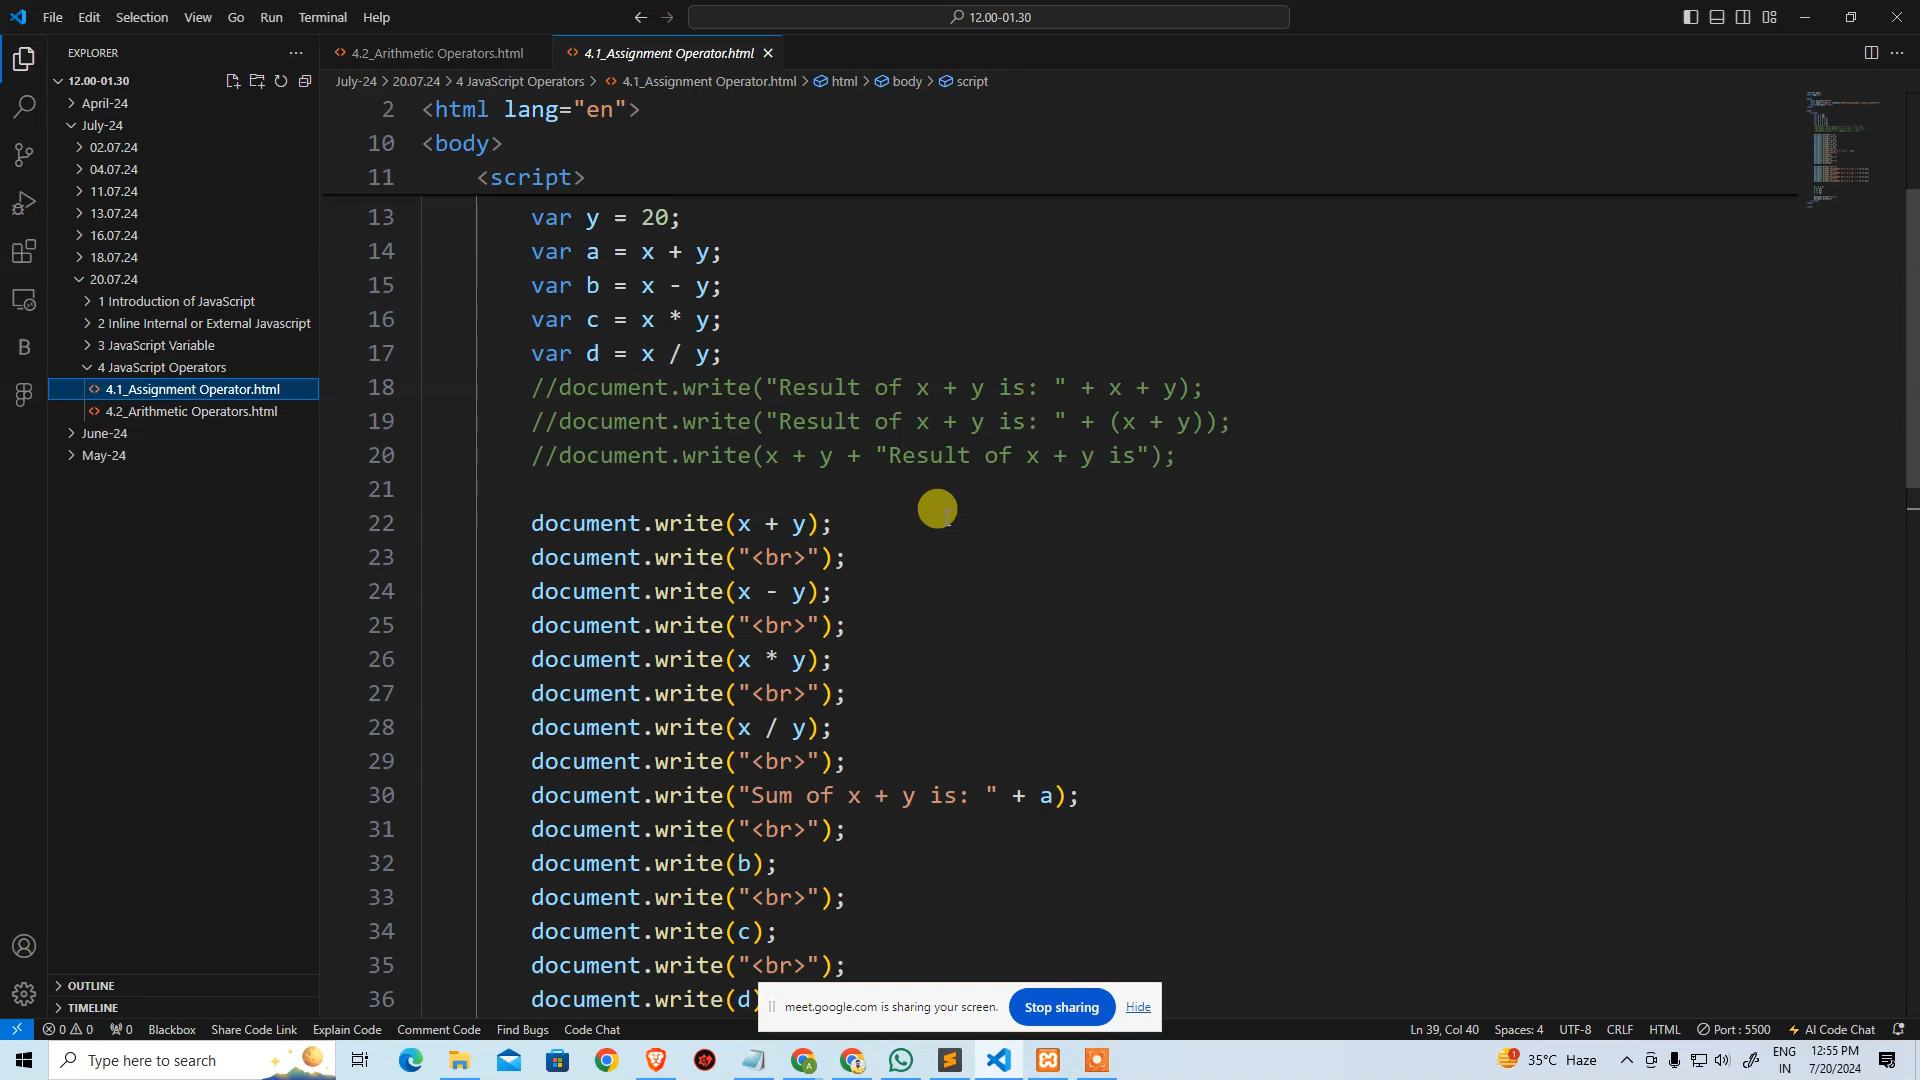 File Edit Selection View Go Run Terminal Help
12.00-01.30
EXPLORER
12.00-01.30
April-24
July-24
02.07.24
04.07.24
11.07.24
13.07.24
16.07.24
18.07.24
20.07.24
1 Introduction of JavaScript
2 Inline Internal or External Javascript
3 JavaScript Variable
4 JavaScript Operators
4.1_Assignment Operator.html
4.2_Arithmetic Operators.html
June-24
May-24
OUTLINE
TIMELINE
4.2_Arithmetic Operators.html
4.1_Assignment Operator.html
July-24 > 20.07.24 > 4 JavaScript Operators > 4.1_Assignment Operator.html > html > body > script
2 <html lang="en">
10 <body>
11 <script>
13 var y = 20;
14 var a = x + y;
15 var b = x - y;
16 var c = x * y;
17 var d = x / y;
18 //document.write("Result of x + y is: " + x + y);
19 //document.write("Result of x + y is: " + (x + y));
20 //document.write(x + y + "Result of x + y is");
21
22 document.write(x + y);
23 document.write("<br>");
24 document.write(x - y);
25 document.write("<br>");
26 document.write(x * y);
27 document.write("<br>");
28 document.write(x / y);
29 document.write("<br>");
30 document.write("Sum of x + y is: " + a);
31 document.write("<br>");
32 document.write(b);
33 document.write("<br>");
34 document.write(c);
35 document.write("<br>");
36 document.write(d)
meet.google.com is sharing your screen. Stop sharing Hide
0 0 0 Blackbox Share Code Link Explain Code Comment Code Find Bugs Code Chat Ln 39, Col 40 Spaces: 4 UTF-8 CRLF HTML Port : 5500 AI Code Chat
Type here to search
1 35°C Haze
ENG
IN
12:55 PM
7/20/2024